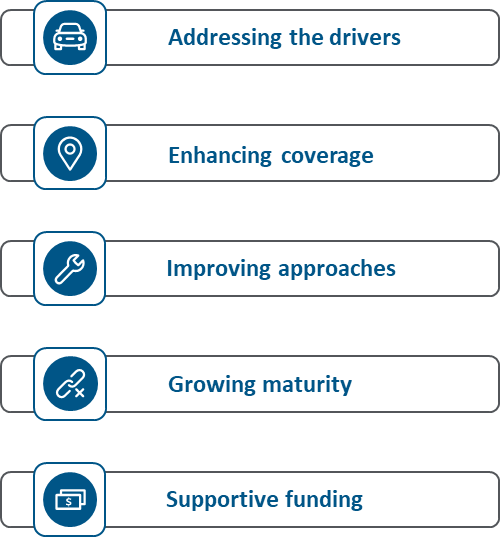 Addressing the drivers
Enhancing coverage
Improving approaches
Growing maturity
$
Supportive funding